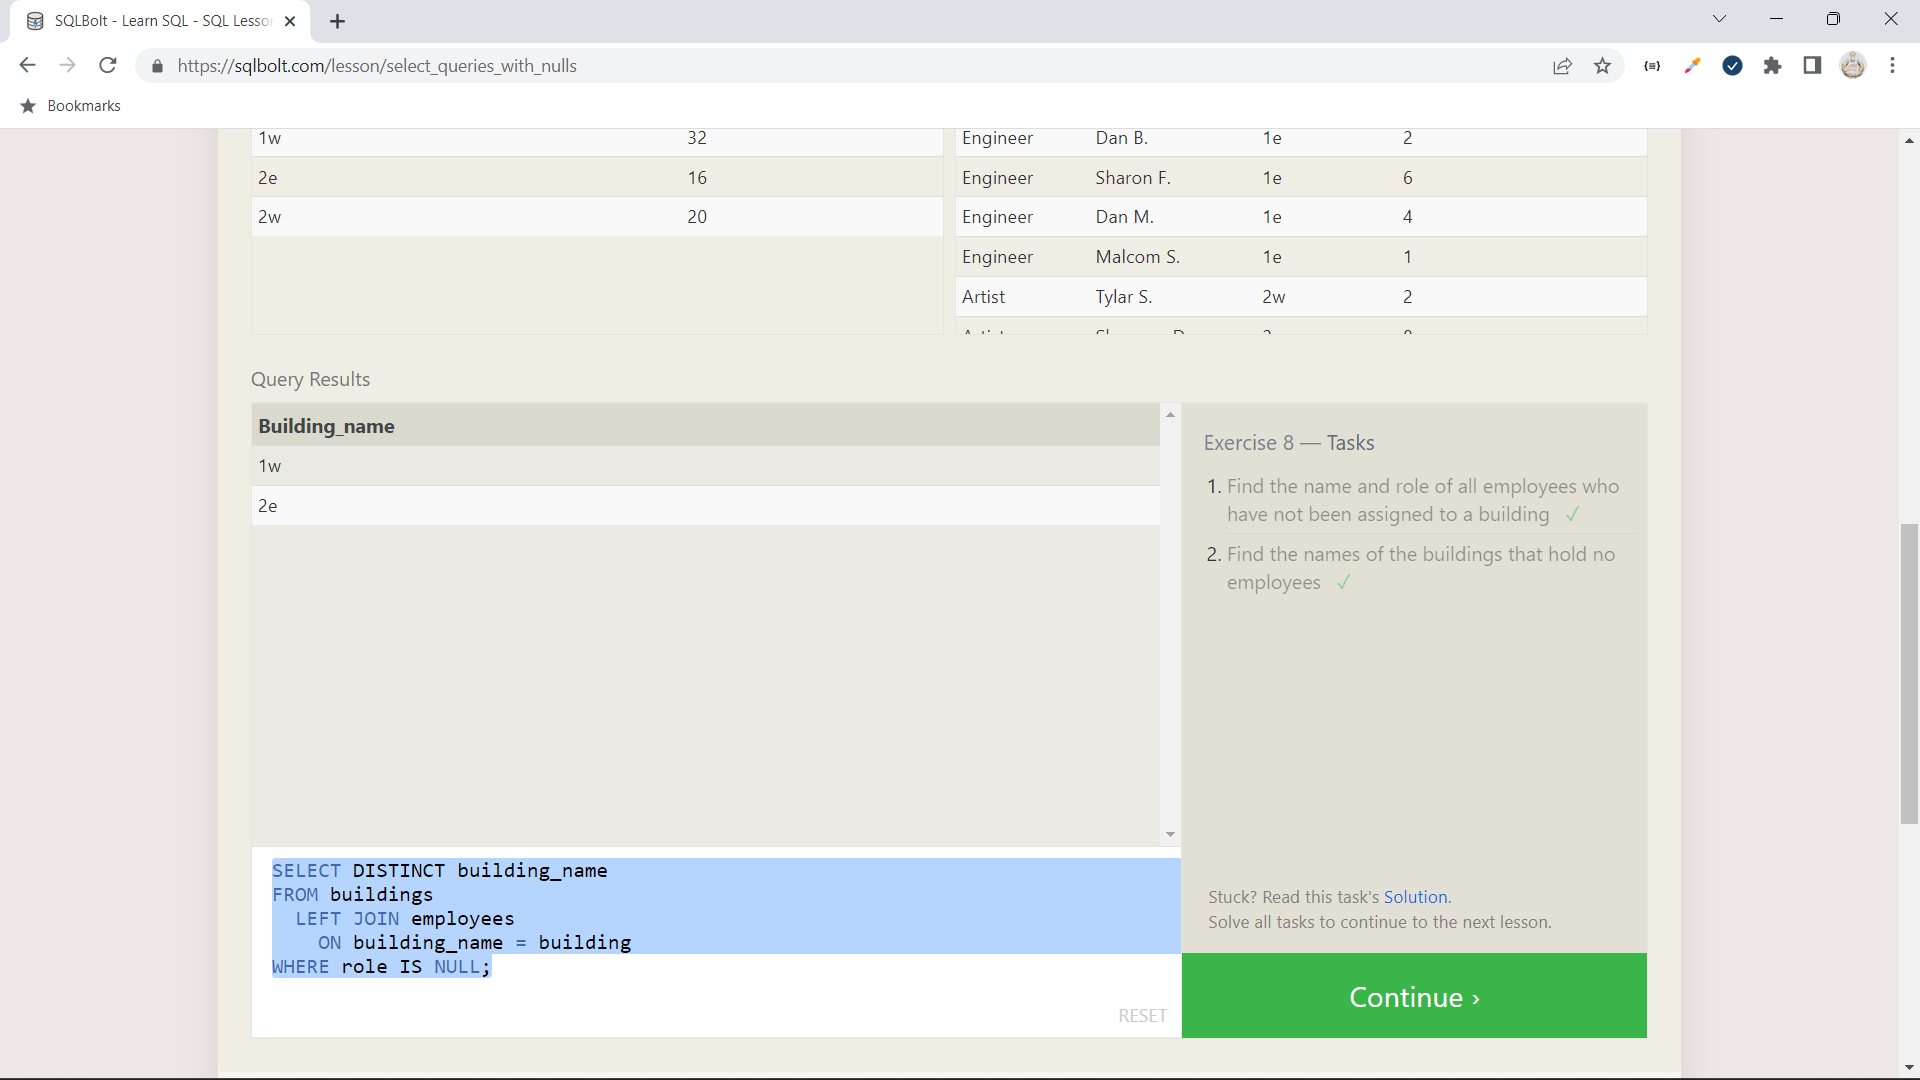 SQLBolt - Learn SQL - SQL Lesso
https://sqlbolt.com/lesson/select_queries_with_nulls
Bookmarks
1w 32 Engineer Dan B. 1e 2
2e 16 Engineer Sharon F. 1e 6
2w 20 Engineer Dan M. 1e 4
Engineer Malcom S. 1e 1
Artist Tylar S. 2w 2
Query Results
Building_name
1w
2e
Exercise 8 — Tasks
1. Find the name and role of all employees who
have not been assigned to a building ✓
2. Find the names of the buildings that hold no
employees ✓
SELECT DISTINCT building_name
FROM buildings
LEFT JOIN employees
ON building_name = building
WHERE role IS NULL;
RESET
Stuck? Read this task's Solution.
Solve all tasks to continue to the next lesson.
Continue ›